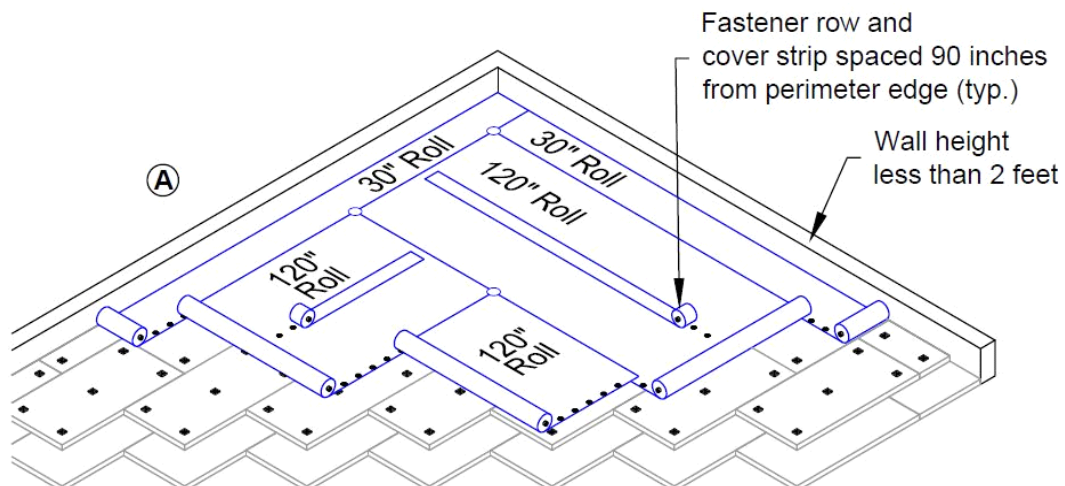 Fastener row and
cover strip spaced 90 inches
from perimeter edge (typ.)
Wall height
less than 2 feet
A
30" Roll
30" Roll
120" Roll
120"
Roll
120"
Roll